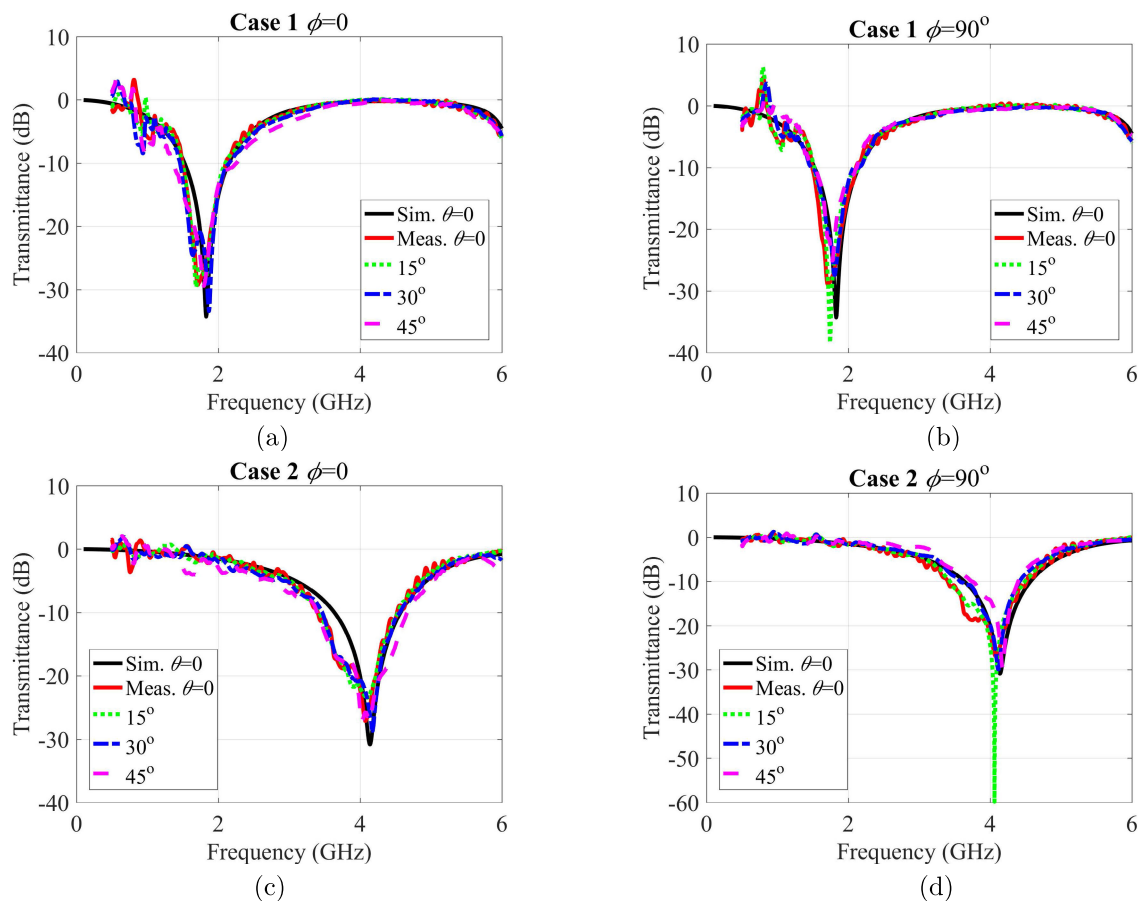 Case 1 ϕ=0
10
0
-10
-20
-30
-40
Transmittance (dB)
Sim. θ=0
Meas. θ=0
15°
30°
45°
0
2
4
6
Frequency (GHz)
(a)
Case 1 ϕ=90°
10
0
-10
-20
-30
-40
Transmittance (dB)
Sim. θ=0
Meas. θ=0
15°
30°
45°
0
2
4
6
Frequency (GHz)
(b)
Case 2 ϕ=0
10
0
-10
-20
-30
-40
Transmittance (dB)
Sim. θ=0
Meas. θ=0
15°
30°
45°
0
2
4
6
Frequency (GHz)
(c)
Case 2 ϕ=90°
10
0
-10
-20
-30
-40
-50
-60
Transmittance (dB)
Sim. θ=0
Meas. θ=0
15°
30°
45°
0
2
4
6
Frequency (GHz)
(d)